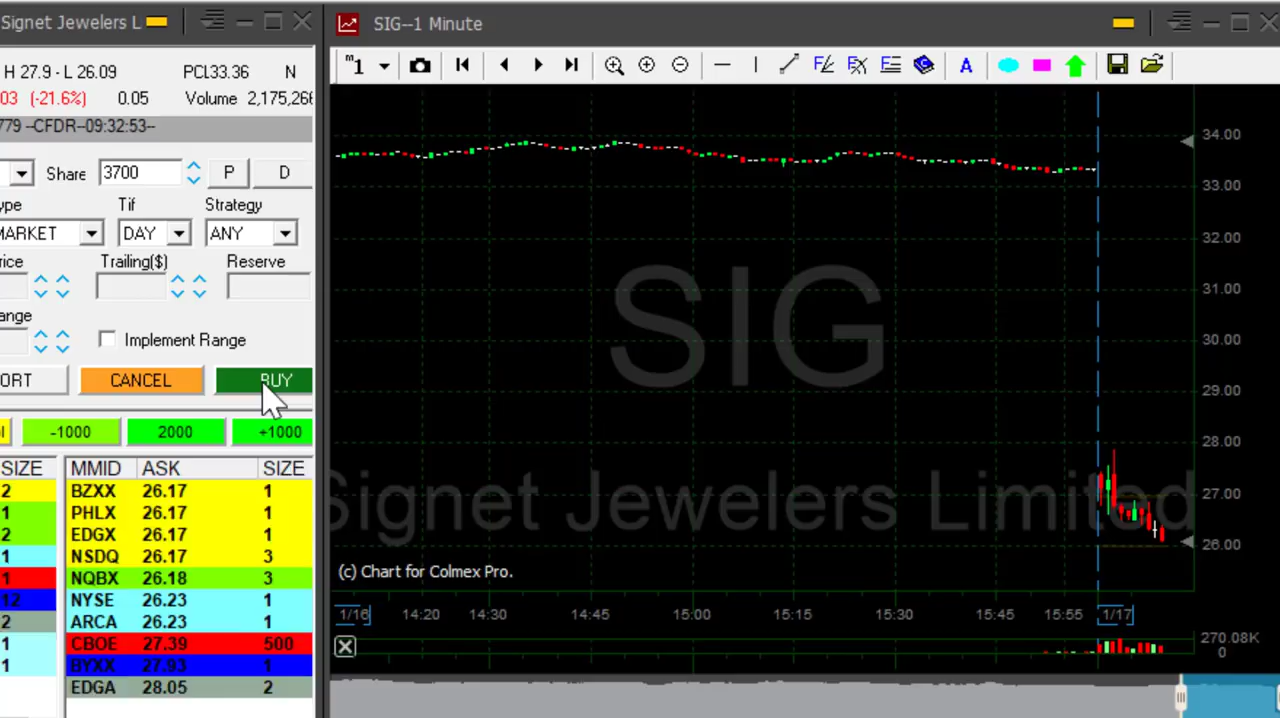 Signet Jewelers L
H 27.9 - L 26.09 PCL33.36 N
03 (-21.6%) 0.05 Volume 2,175,266
779 --CFDR--09:32:53--
Share 3700 P D
ype Tif Strategy
MARKET DAY ANY
rice Trailing($) Reserve
ange
Implement Range
ORT CANCEL BUY
ol -1000 2000 +1000
SIZE MMID ASK SIZE
2 BZXX 26.17 1
1 PHLX 26.17 1
2 EDGX 26.17 1
1 NSDQ 26.17 3
1 NQBX 26.18 3
12 NYSE 26.23 1
2 ARCA 26.23 1
1 CBOE 27.39 500
1 BYXX 27.93 1
EDGA 28.05 2
SIG--1 Minute
m1
A
34.00
33.00
32.00
31.00
30.00
29.00
28.00
27.00
26.00
SIG
Signet Jewelers Limited
(c) Chart for Colmex Pro.
1/16 14:20 14:30 14:45 15:00 15:15 15:30 15:45 15:55 1/17
270.08K
0